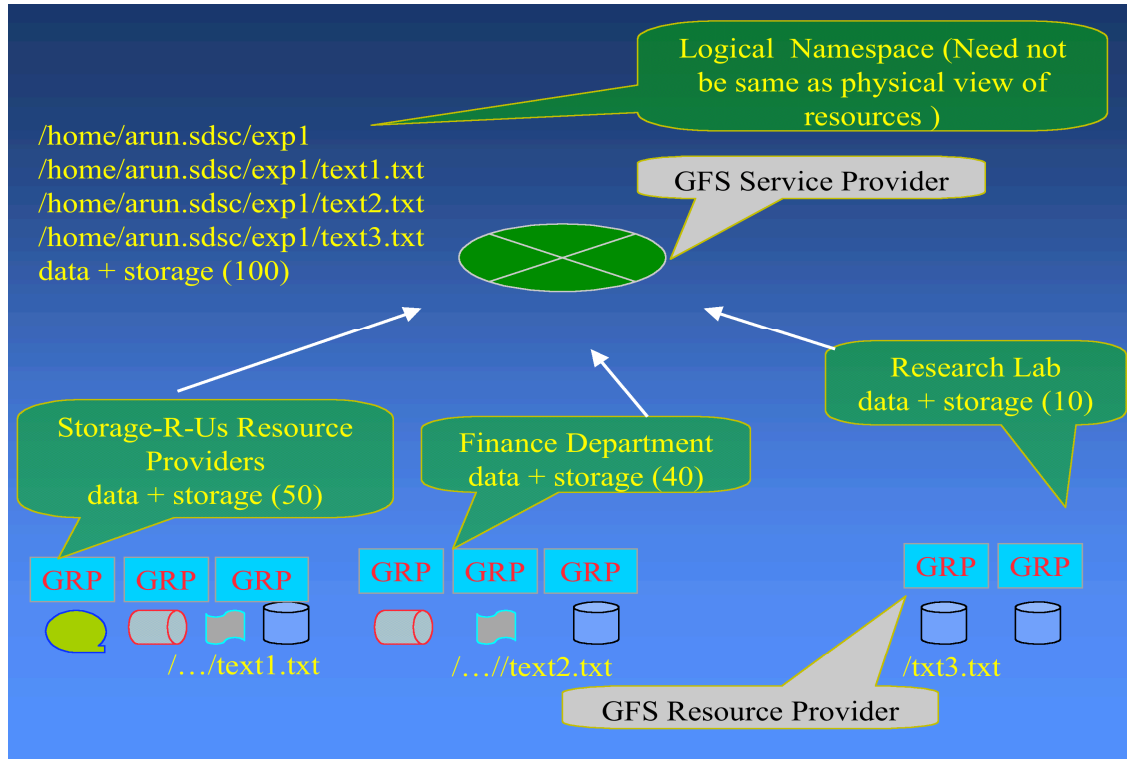 Logical  Namespace (Need not
be same as physical view of
resources )
/home/arun.sdsc/exp1
/home/arun.sdsc/exp1/text1.txt
/home/arun.sdsc/exp1/text2.txt
/home/arun.sdsc/exp1/text3.txt
data + storage (100)
GFS Service Provider
Research Lab
data + storage (10)
Storage-R-Us Resource
Providers
data + storage (50)
Finance Department
data + storage (40)
GRP GRP GRP
GRP GRP GRP
GRP GRP
/…/text1.txt
/…//text2.txt
/txt3.txt
GFS Resource Provider